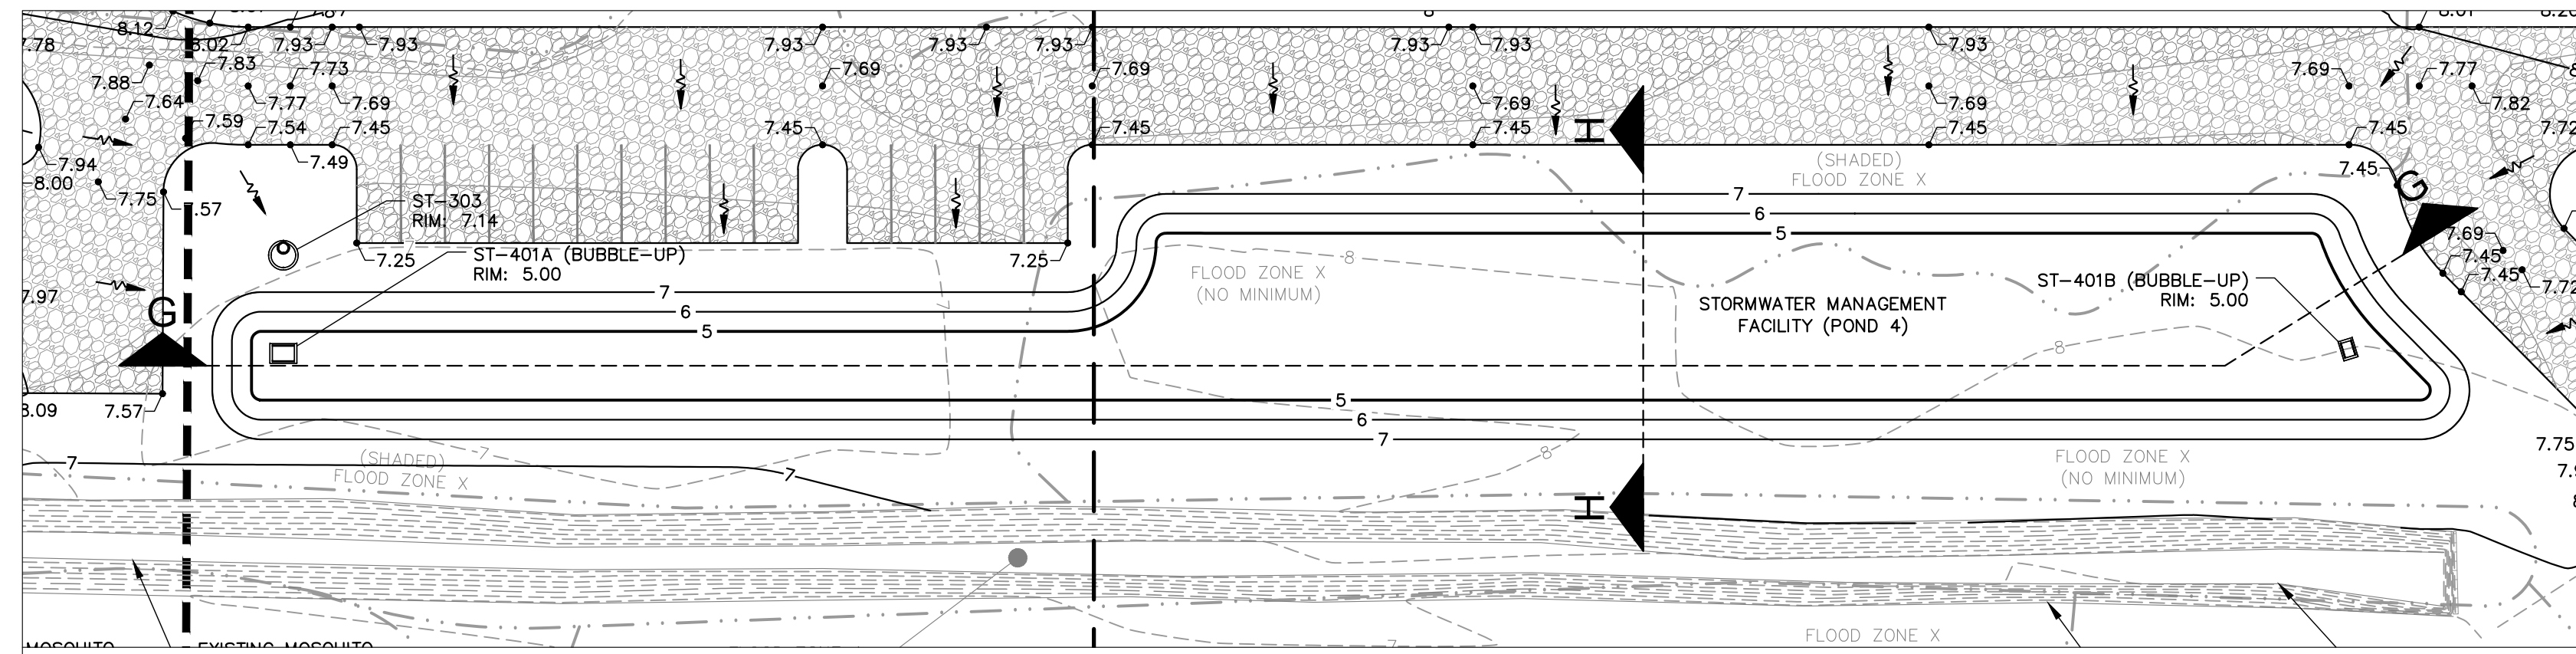 8.12
8.02
7.93
7.93
7.93
7.93
7.93
7.93
7.93
7.93
7.78
7.83
7.88
7.73
7.69
7.69
7.69
7.77
7.64
7.77
7.69
7.69
7.69
7.82
7.59
7.54
7.45
7.45
7.45
7.45
7.45
7.45
H
7.49
7.94
8.00
7.75
7.57
7.45
(SHADED)
FLOOD ZONE X
ST-303
RIM: 7.14
7
6
5
G
7.69
7.45
7.45
7.25
ST-401A (BUBBLE-UP)
RIM: 5.00
7.25
8
FLOOD ZONE X
(NO MINIMUM)
ST-401B (BUBBLE-UP)
RIM: 5.00
7.97
G
7
7
6
5
STORMWATER MANAGEMENT
FACILITY (POND 4)
8
7.57
5
6
7
7.75
7
(SHADED)
FLOOD ZONE X
7
7
8
FLOOD ZONE X
(NO MINIMUM)
H
FLOOD ZONE X
7
MOSQUITO
EXISTING MOSQUITO